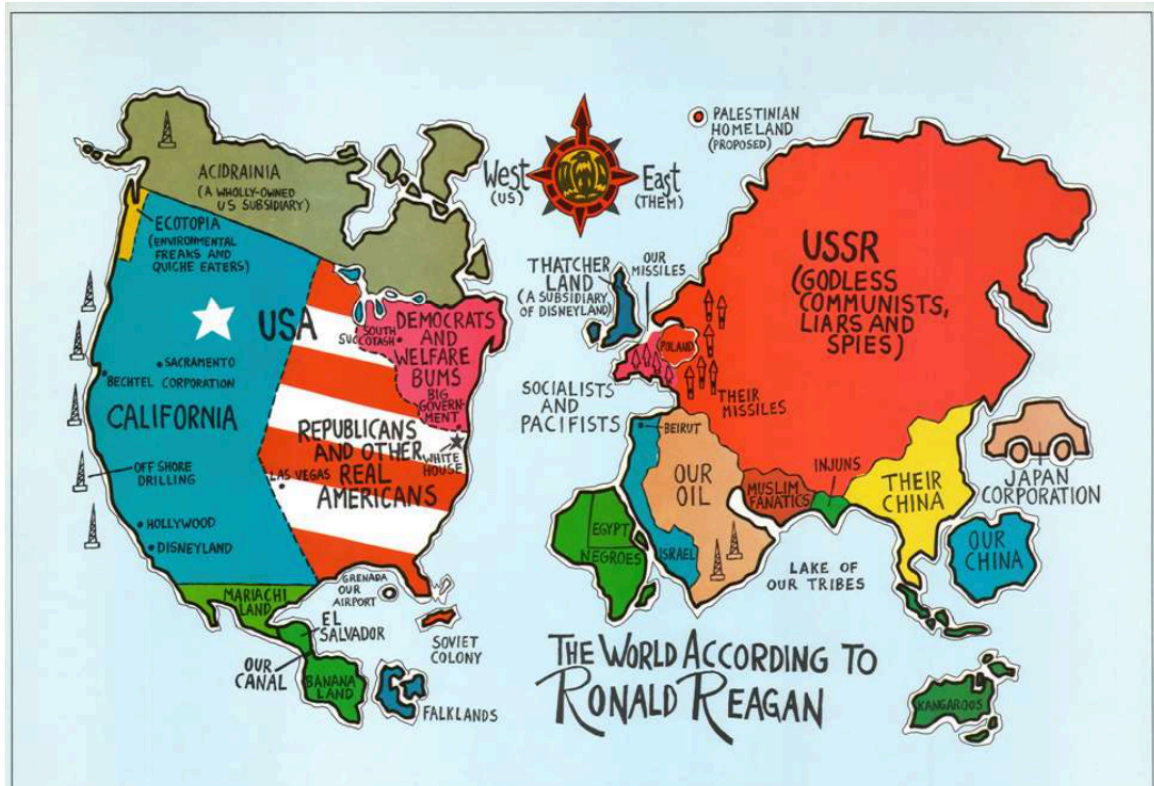 ACIDRAINIA
(A WHOLLY-OWNED
US SUBSIDIARY)
ECOTOPIA
(ENVIRONMENTAL
FREAKS AND
QUICHE EATERS)
USA
SACRAMENTO
BECHTEL CORPORATION
CALIFORNIA
OFF SHORE
DRILLING
HOLLYWOOD
DISNEYLAND
LAS VEGAS
SOUTH
SUCCOTASH
DEMOCRATS
AND
WELFARE
BUMS
BIG
GOVERN-
MENT
REPUBLICANS
AND OTHER
REAL
AMERICANS
WHITE
HOUSE
MARIACHI
LAND
GRENADA
OUR
AIRPORT
EL
SALVADOR
OUR
CANAL
BANANA
LAND
SOVIET
COLONY
FALKLANDS
West
(US)
East
(THEM)
PALESTINIAN
HOMELAND
(PROPOSED)
THATCHER
LAND
(A SUBSIDIARY
OF DISNEYLAND)
OUR
MISSILES
POLAND
SOCIALISTS
AND
PACIFISTS
THEIR
MISSILES
USSR
(GODLESS
COMMUNISTS,
LIARS AND
SPIES)
BEIRUT
OUR
OIL
ISRAEL
EGYPT
NEGROES
MUSLIM
FANATICS
INJUNS
THEIR
CHINA
JAPAN
CORPORATION
OUR
CHINA
LAKE OF
OUR TRIBES
KANGAROOS
THE WORLD ACCORDING TO
RONALD REAGAN